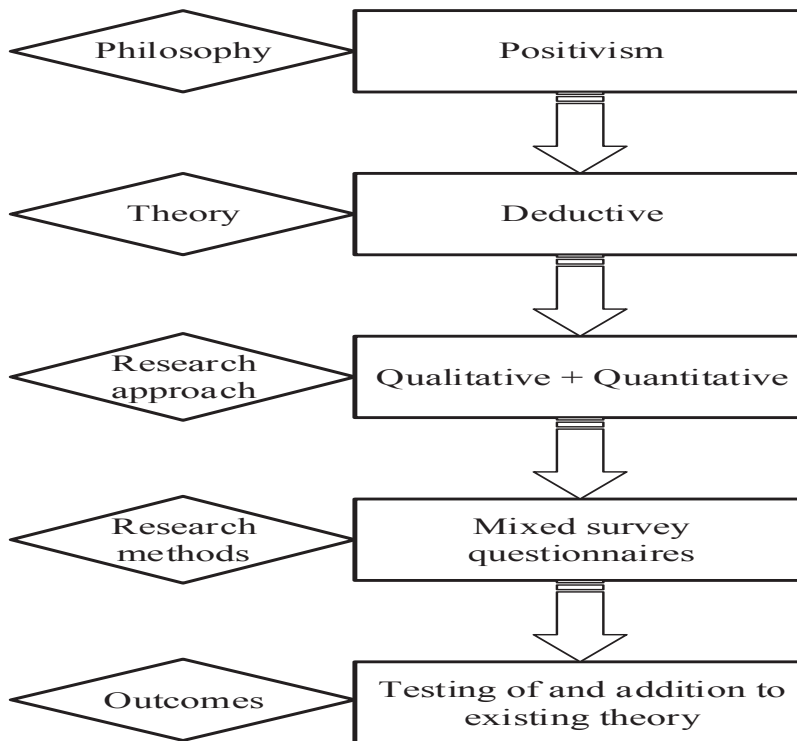 Philosophy
Positivism
Theory
Deductive
Research
approach
Qualitative + Quantitative
Research
methods
Mixed survey
questionnaires
Outcomes
Testing of and addition to
existing theory